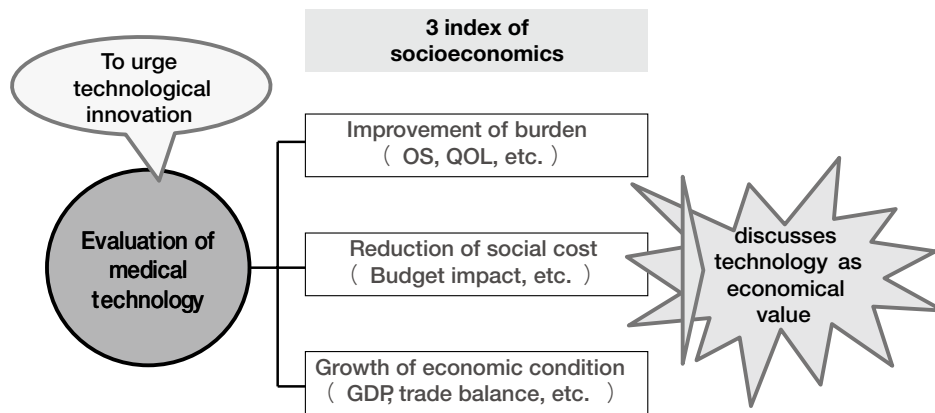 3 index of
socioeconomics
To urge
technological
innovation
Evaluation of
medical
technology
Improvement of burden
( OS, QOL, etc. )
Reduction of social cost
( Budget impact, etc. )
Growth of economic condition
( GDP, trade balance, etc. )
discusses
technology as
economical
value